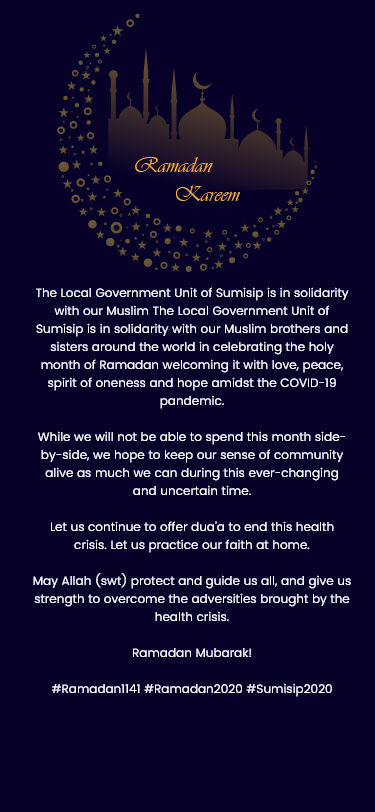 Ramadan
Kareem
The Local Government Unit of Sumisip is in solidarity
with our Muslim The Local Government Unit of
Sumisip is in solidarity with our Muslim brothers and
sisters around the world in celebrating the holy
month of Ramadan welcoming it with love, peace,
spirit of oneness and hope amidst the COVID-19
pandemic.
While we will not be able to spend this month side-
by-side, we hope to keep our sense of community
alive as much we can during this ever-changing
and uncertain time.
Let us continue to offer dua'a to end this health
crisis. Let us practice our faith at home.
May Allah (swt) protect and guide us all, and give us
strength to overcome the adversities brought by the
health crisis.
Ramadan Mubarak!
#Ramadan1141 #Ramadan2020 #Sumisip2020